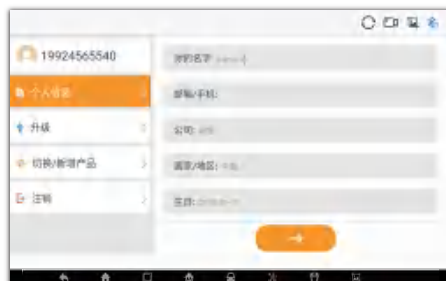 19924565540
个人信息
升级
切换/新增产品
注销
您的名字:
邮箱/手机:
公司:
国家/地区:
生日: